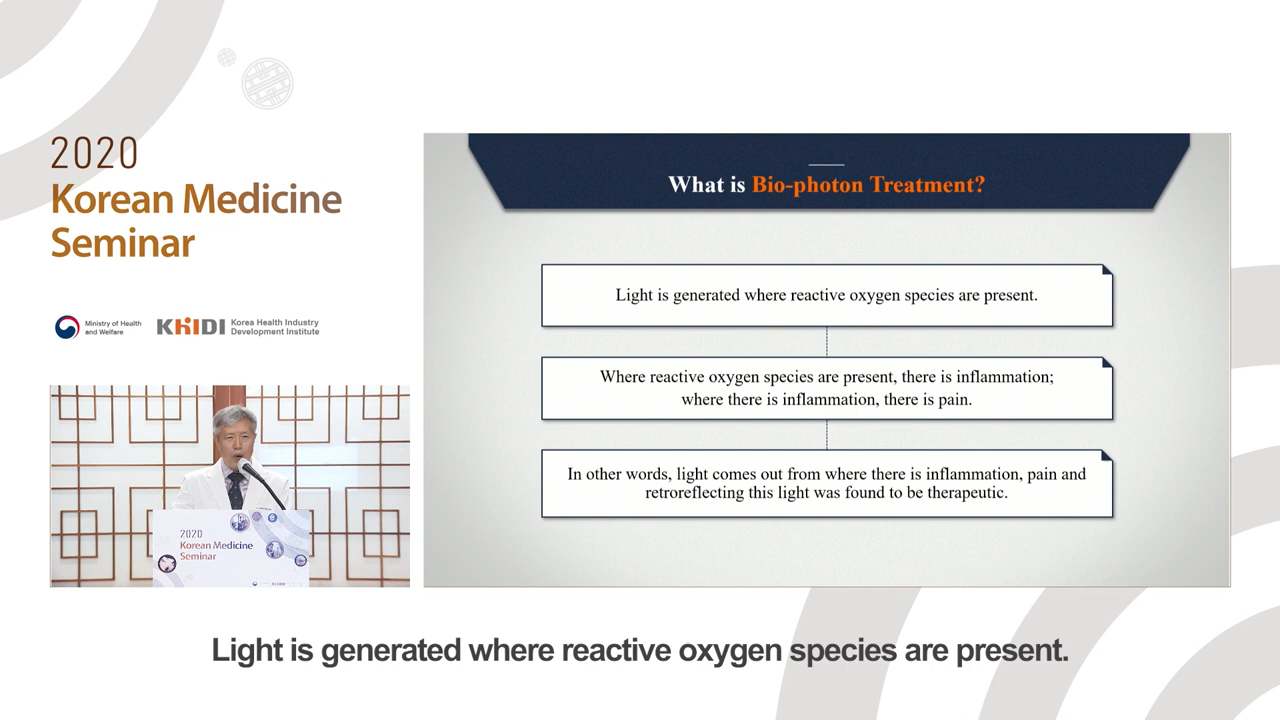 2020
Korean Medicine
Seminar
Ministry of Health
and Welfare
KHIDI
Korea Health Industry
Development Institute
2020
Korean Medicine
Seminar
What is Bio-photon Treatment?
Light is generated where reactive oxygen species are present.
Where reactive oxygen species are present, there is inflammation;
where there is inflammation, there is pain.
In other words, light comes out from where there is inflammation, pain and
retroreflecting this light was found to be therapeutic.
Light is generated where reactive oxygen species are present.